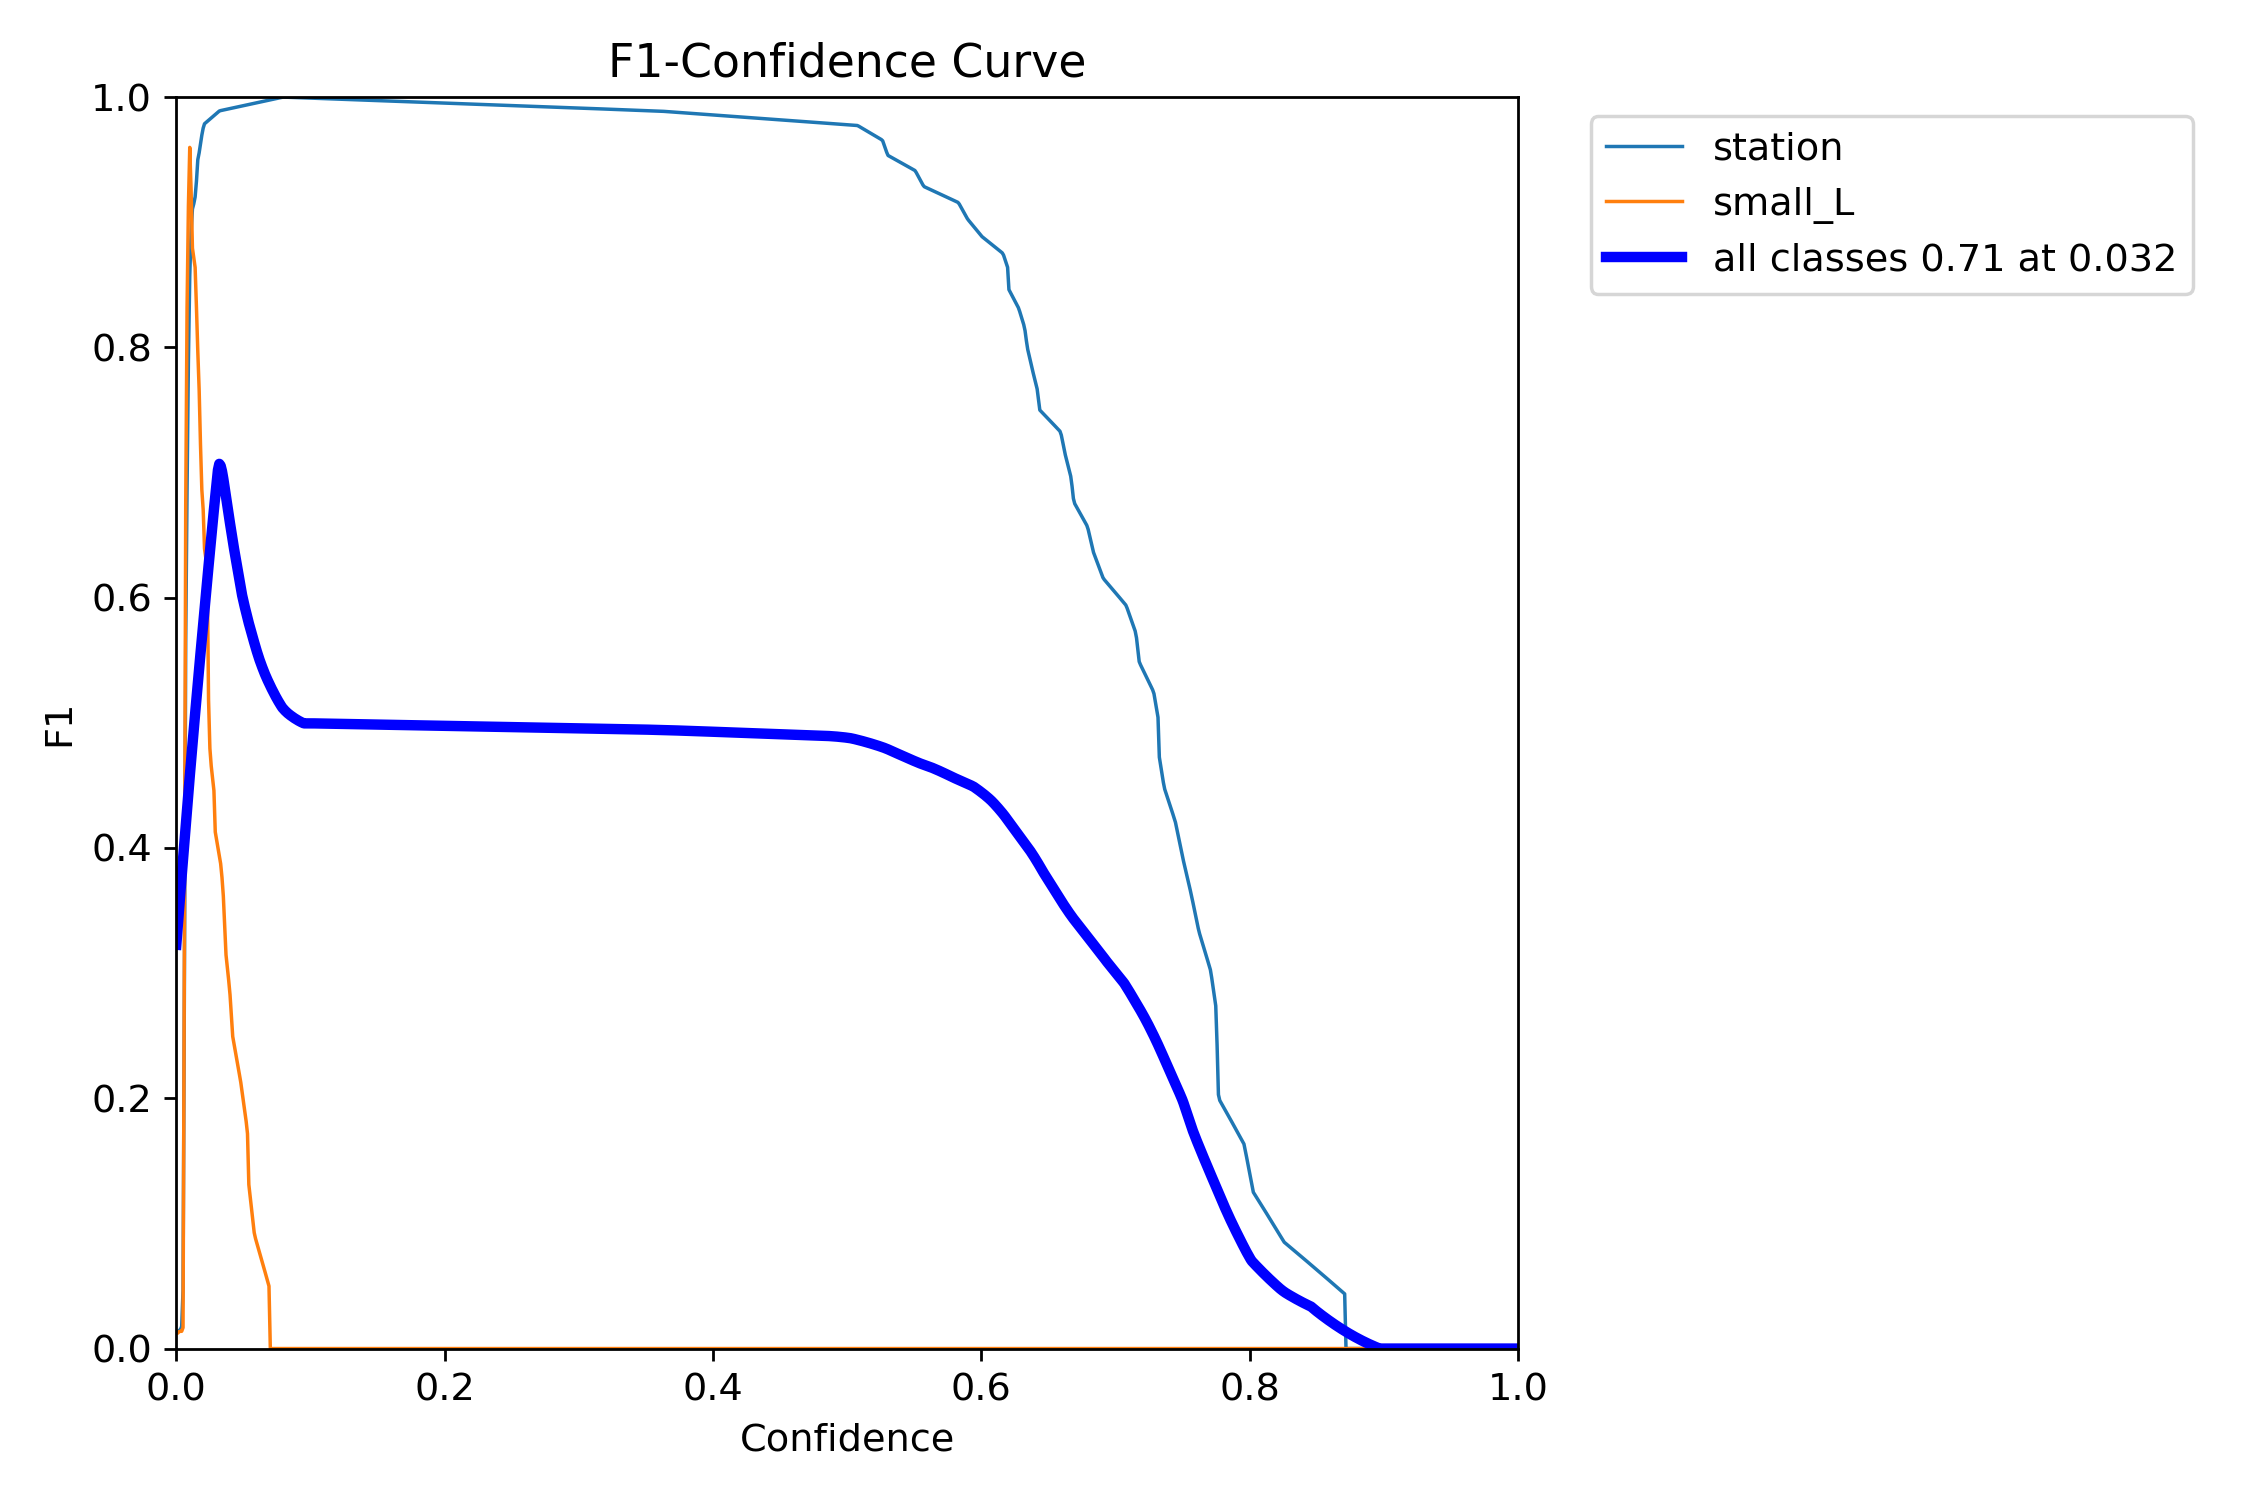 F1-Confidence Curve
1.0
0.8
0.6
0.4
0.2
0.0
F1
0.0 0.2 0.4 0.6 0.8 1.0
Confidence
station
small_L
all classes 0.71 at 0.032